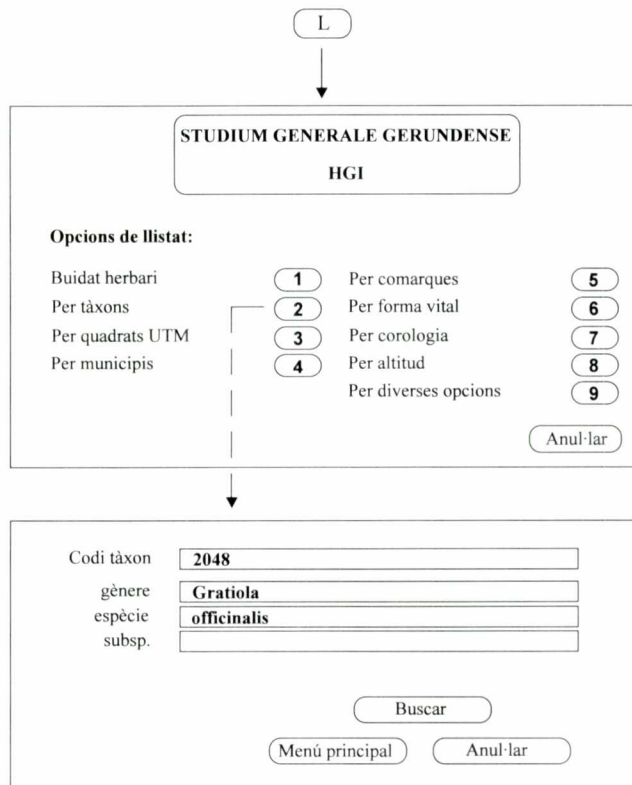 L
STUDIUM GENERALE GERUNDENSE
HGI
Opcions de llistat:
Buidat herbari 1 Per comarques 5
Per tàxons 2 Per forma vital 6
Per quadrats UTM 3 Per corologia 7
Per municipis 4 Per altitud 8
Per diverses opcions 9
Anul·lar
Codi tàxon 2048
gènere Gratiola
espècie officinalis
subsp.
Buscar
Menú principal Anul·lar